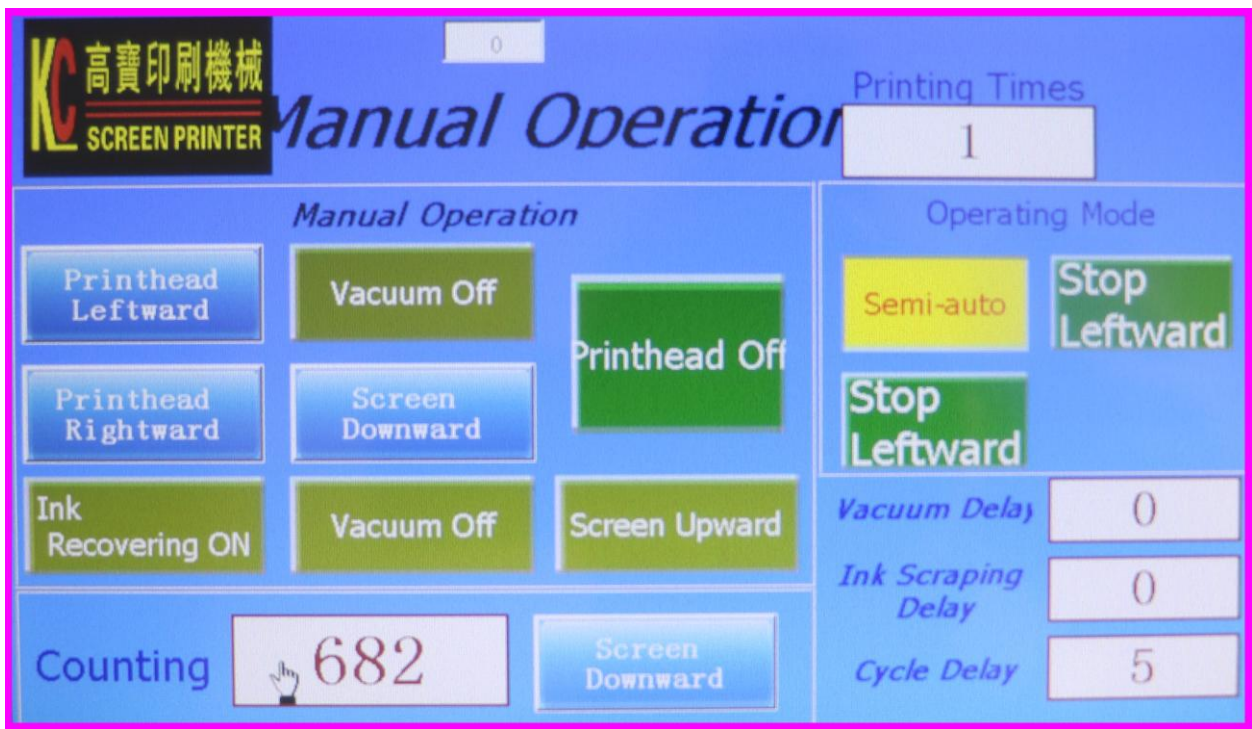 KC 高寶印刷機械
SCREEN PRINTER
0
Manual Operation
Printing Times
1
Manual Operation
Printhead
Leftward
Vacuum Off
Printhead Off
Printhead
Rightward
Screen
Downward
Ink
Recovering ON
Vacuum Off
Screen Upward
Operating Mode
Semi-auto
Stop
Leftward
Stop
Leftward
Vacuum Delay
0
Ink Scraping
Delay
0
Cycle Delay
5
Counting
682
Screen
Downward